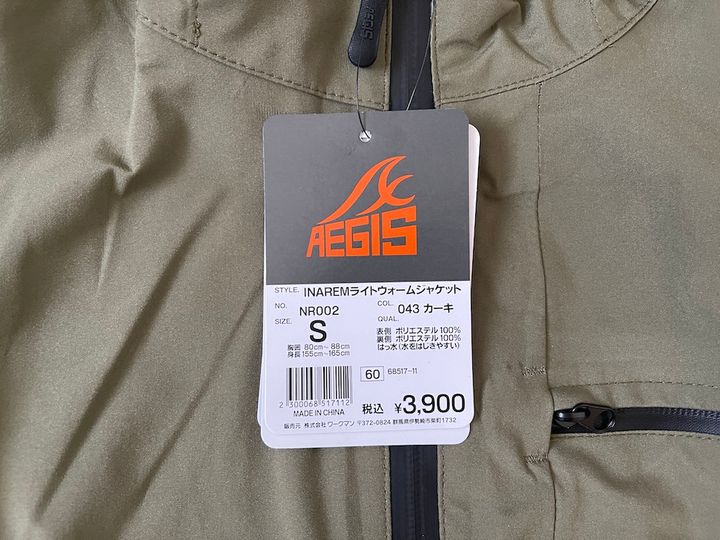 AEGIS
AEGIS
STYLE. INAREMライトウォームジャケット
NO. NR002
COL. 043 カーキ
SIZE. S
QUAL.
表側 ポリエステル100%
裏側 ポリエステル100%
はっ水(水をはじきやすい)
胸囲 80cm~ 88cm
身長 155cm~165cm
60 68517-11
2 300068 517112
MADE IN CHINA
税込 ¥3,900
販売元 株式会社ワークマン 〒372-0824 群馬県伊勢崎市柴町1732